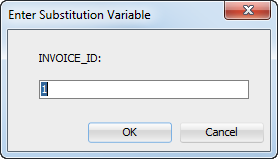 Enter Substitution Variable
INVOICE_ID:
1
OK Cancel